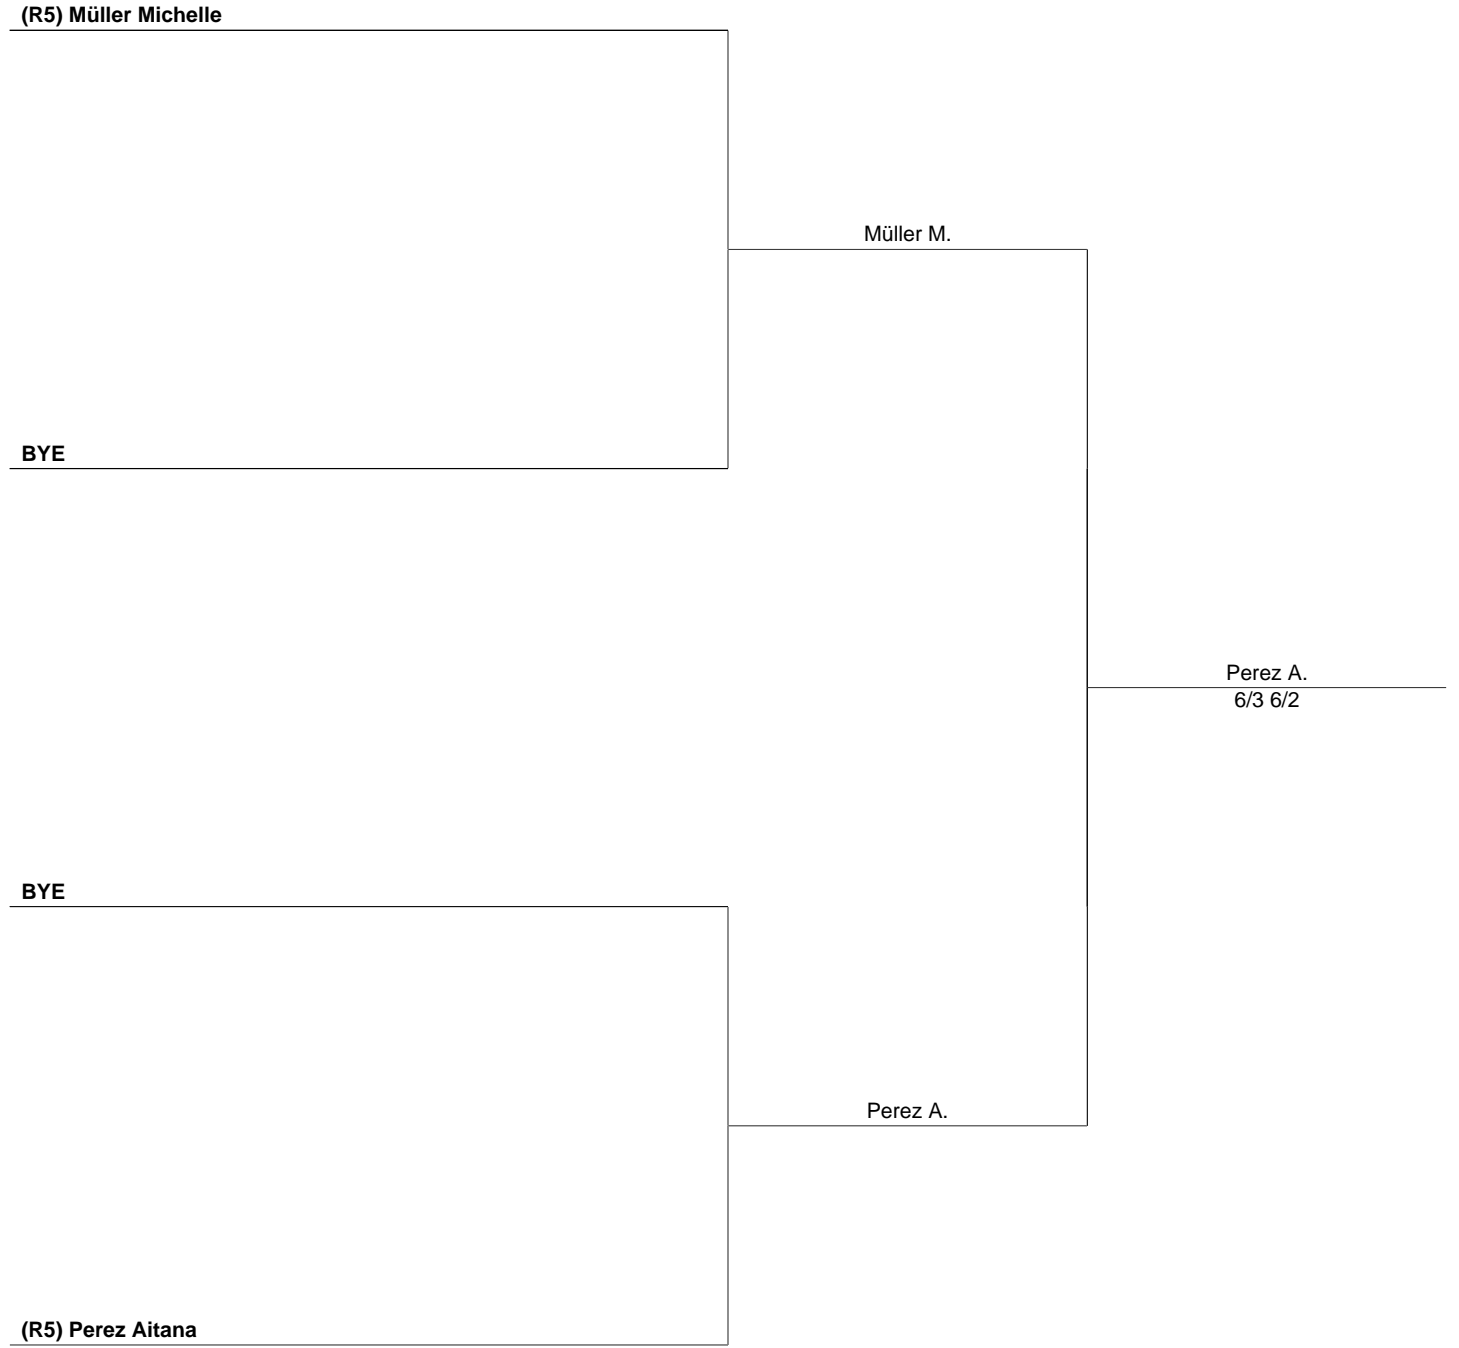 (R5) Müller Michelle
Müller M.
BYE
Perez A.
6/3 6/2
BYE
Perez A.
(R5) Perez Aitana